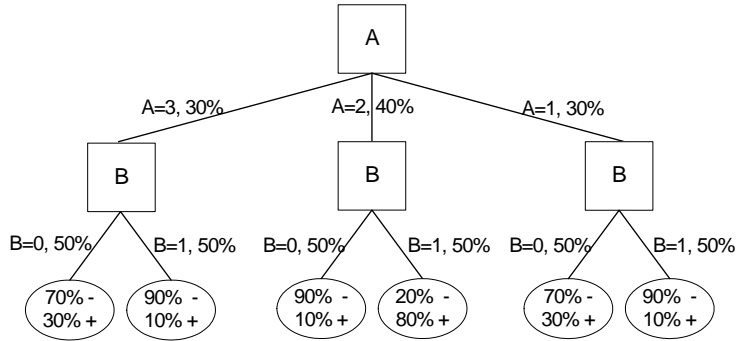 A
A=3, 30%
A=2, 40%
A=1, 30%
B
B
B
B=0, 50%
B=1, 50%
B=0, 50%
B=1, 50%
B=0, 50%
B=1, 50%
70% -
30% +
90% -
10% +
90% -
10% +
20% -
80% +
70% -
30% +
90% -
10% +